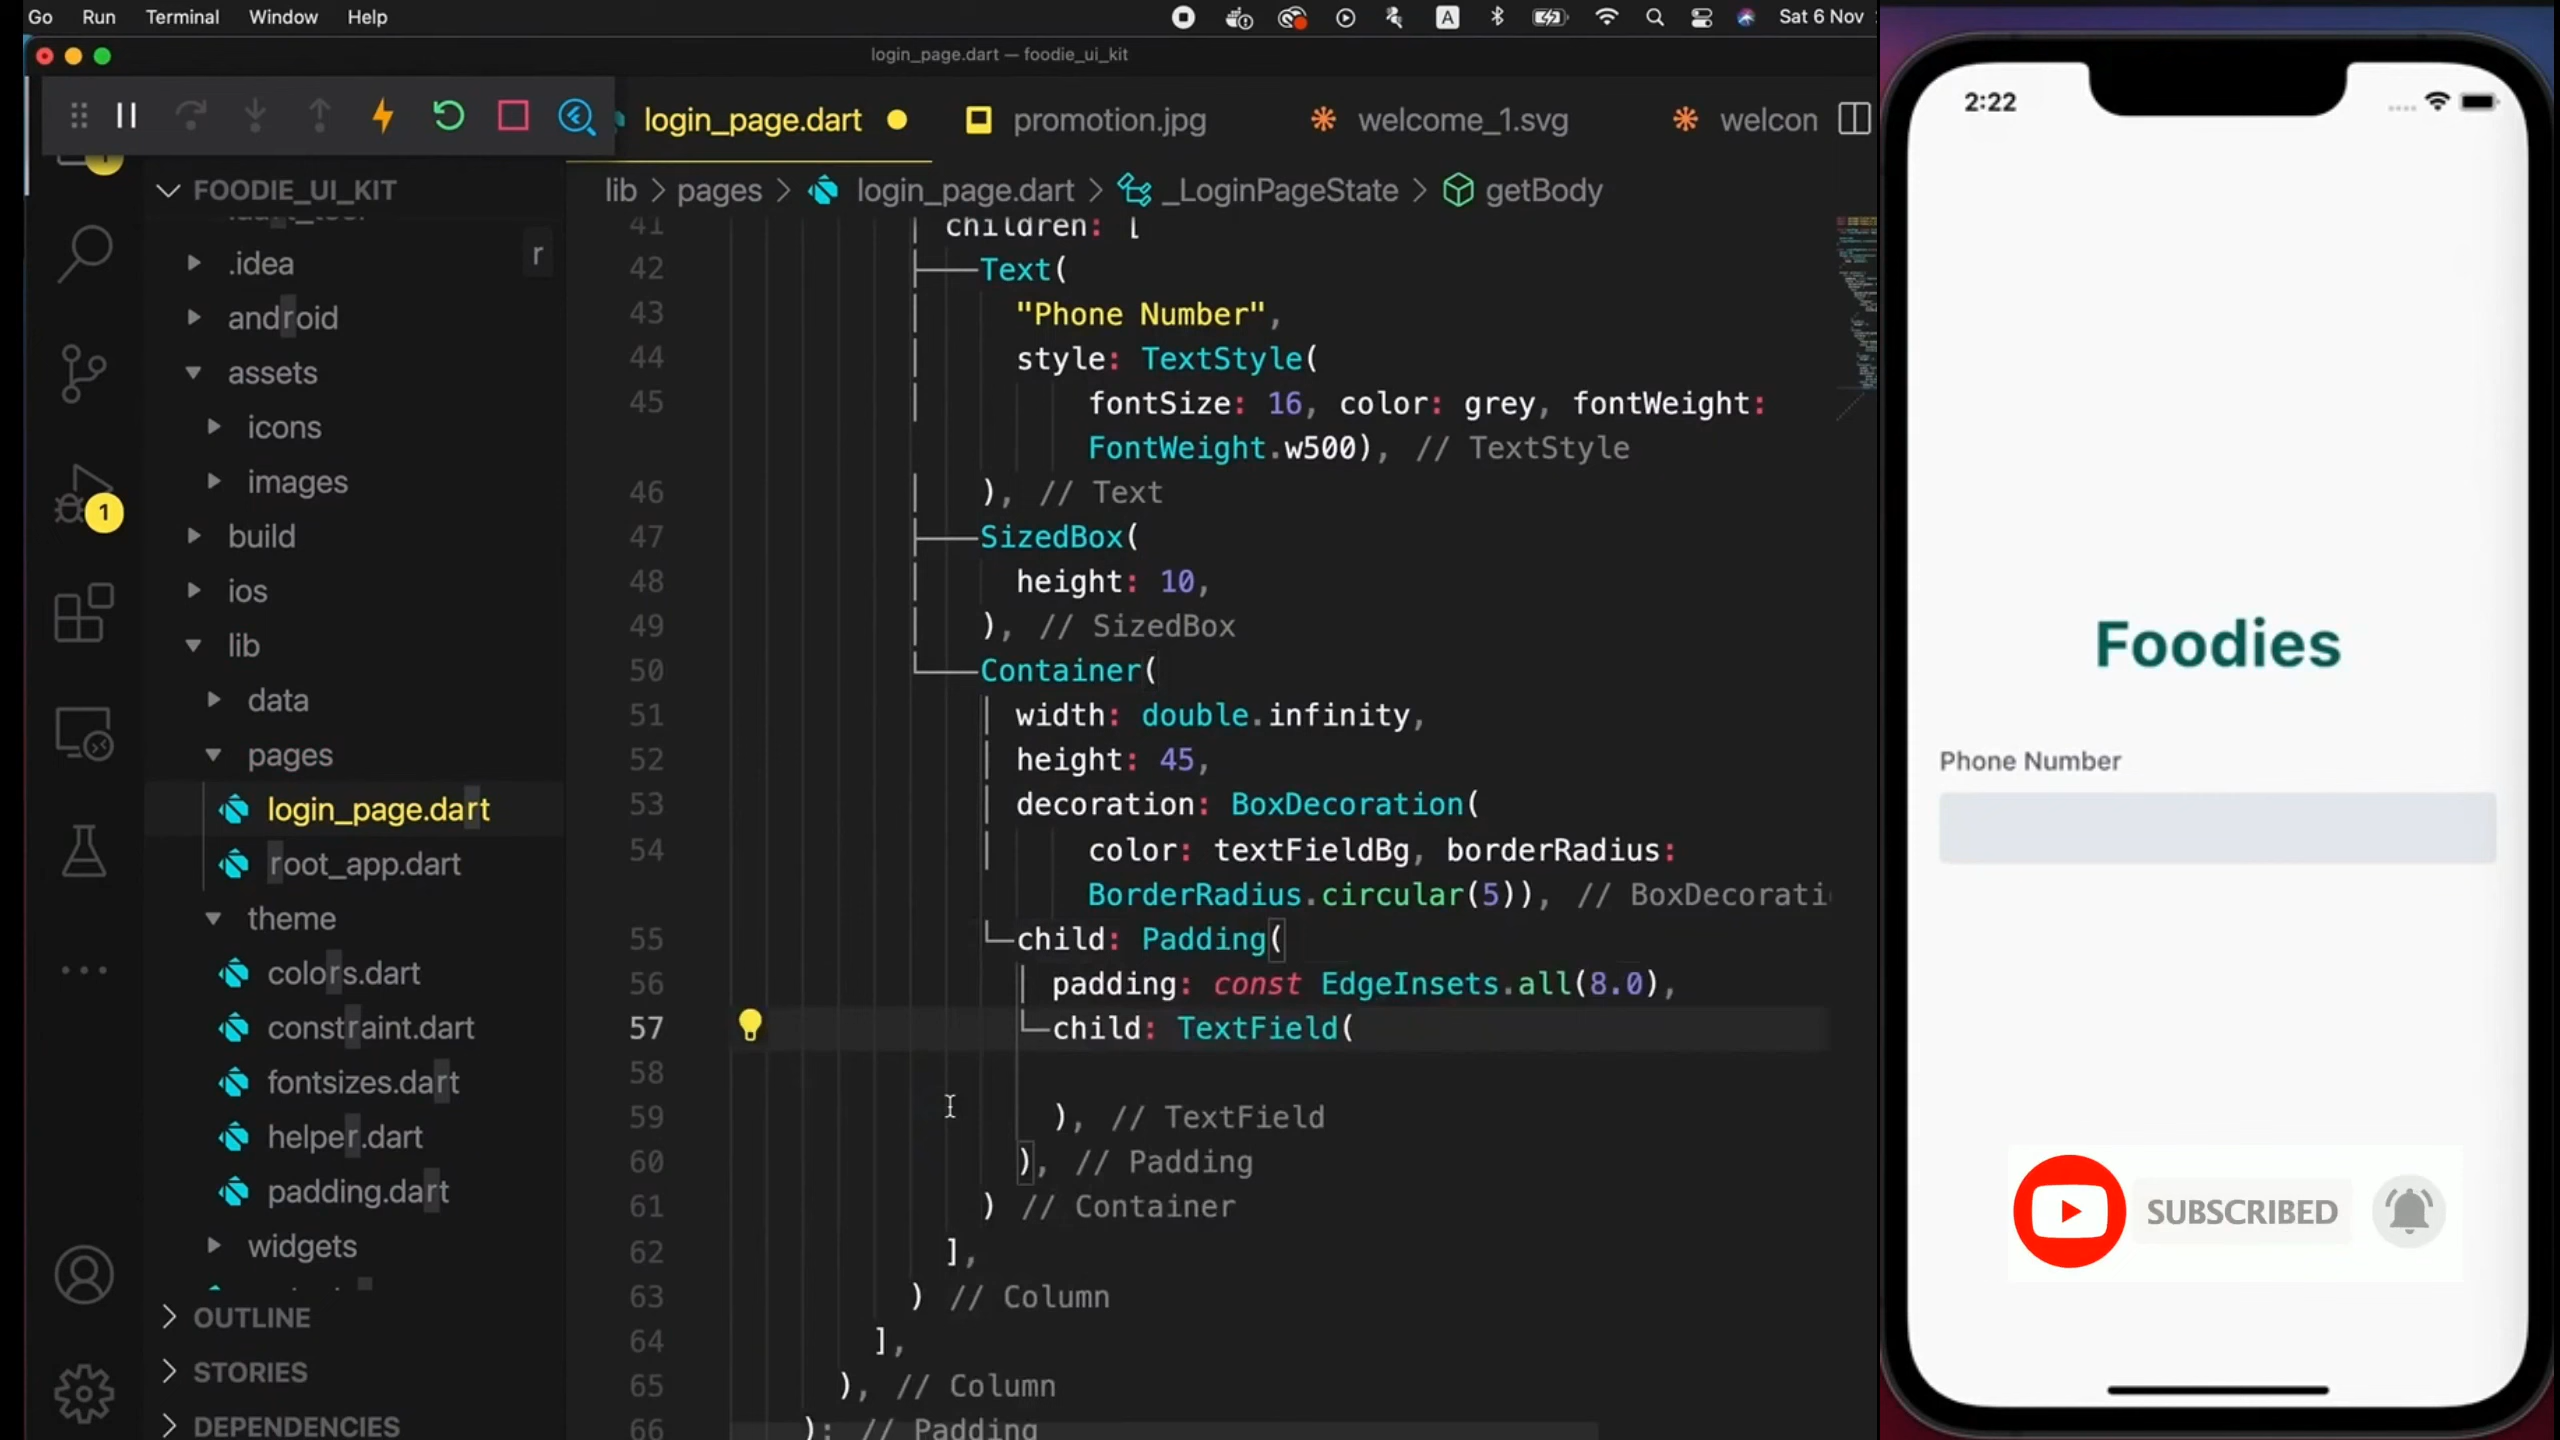 Go Run Terminal Window Help
A
Sat 6 Nov
login_page.dart — foodie_ui_kit
login_page.dart promotion.jpg welcome_1.svg welcon
lib > pages > login_page.dart > _LoginPageState > getBody
FOODIE_UI_KIT
r
.idea
android
assets
icons
images
build
ios
lib
data
pages
login_page.dart
root_app.dart
theme
colors.dart
constraint.dart
fontsizes.dart
helper.dart
padding.dart
widgets
OUTLINE
STORIES
DEPENDENCIES
1
41 children: [
42 Text(
43 "Phone Number",
44 style: TextStyle(
45 fontSize: 16, color: grey, fontWeight:
FontWeight.w500), // TextStyle
46 ), // Text
47 SizedBox(
48 height: 10,
49 ), // SizedBox
50 Container(
51 width: double.infinity,
52 height: 45,
53 decoration: BoxDecoration(
54 color: textFieldBg, borderRadius:
BorderRadius.circular(5)), // BoxDecorati
55 child: Padding(
56 padding: const EdgeInsets.all(8.0),
57 child: TextField(
58
59 ), // TextField
60 ), // Padding
61 ) // Container
62 ],
63 ) // Column
64 ],
65 ), // Column
66 ); // Padding
2:22
Foodies
Phone Number
SUBSCRIBED